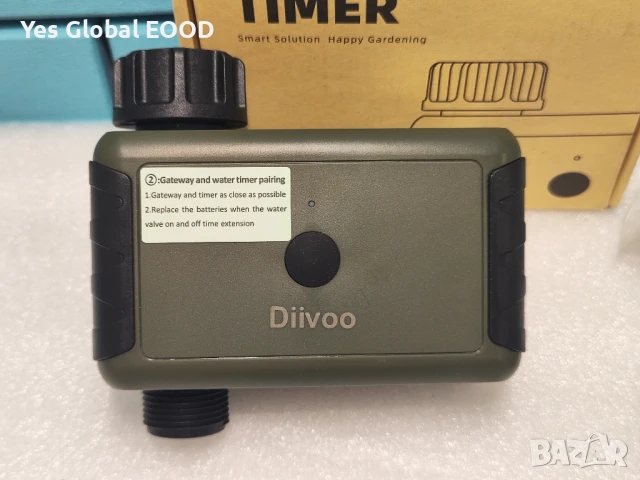 Yes Global EOOD
TIMER
Smart Solution Happy Gardening
②:Gateway and water timer pairing
1.Gateway and timer as close as possible
2.Replace the batteries when the water
valve on and off time extension
Diivoo
BAZAR